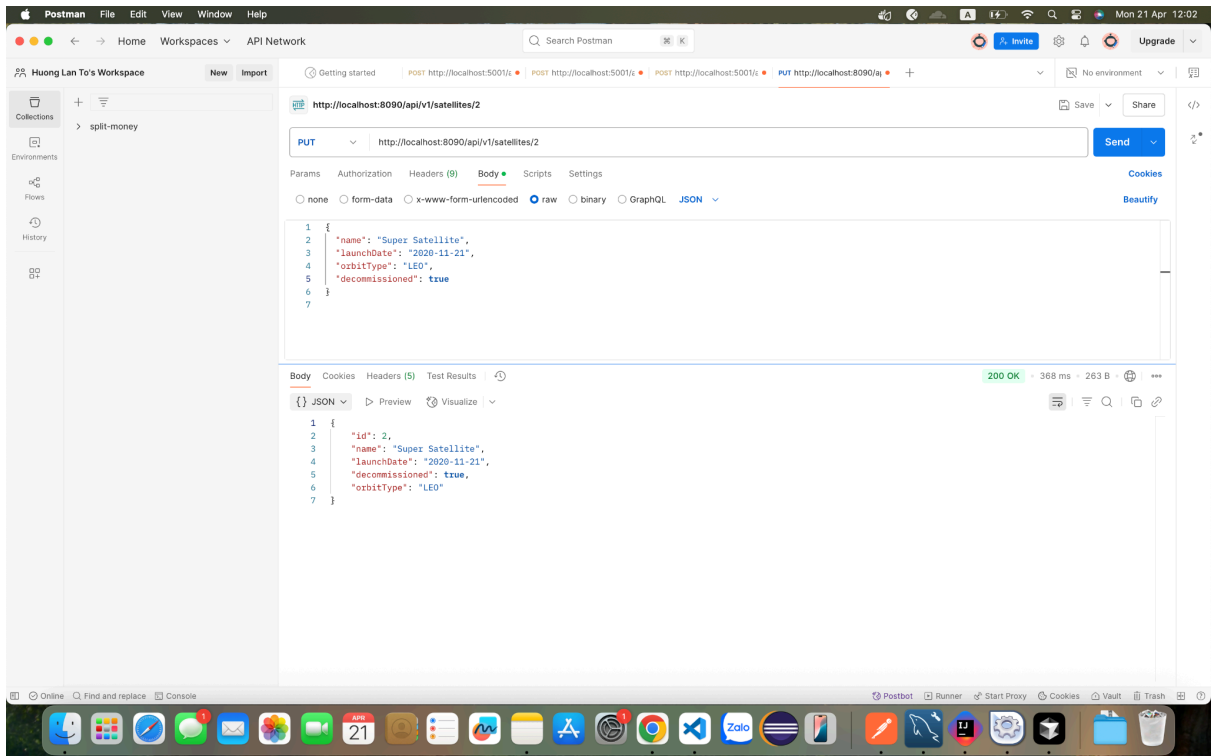 Postman File Edit View Window Help
A
Mon 21 Apr 12:02
Home Workspaces API Network
Search Postman ⌘ K
Invite
Upgrade
Huong Lan To's Workspace
New Import
Getting started
POST http://localhost:5001/a
POST http://localhost:5001/a
POST http://localhost:5001/a
PUT http://localhost:8090/a
No environment
Collections
Environments
Flows
History
split-money
HTTP http://localhost:8090/api/v1/satellites/2
Save Share
PUT http://localhost:8090/api/v1/satellites/2
Send
Params Authorization Headers (9) Body Scripts Settings
Cookies
none form-data x-www-form-urlencoded raw binary GraphQL JSON
Beautify
1 {
2 "name": "Super Satellite",
3 "launchDate": "2020-11-21",
4 "orbitType": "LEO",
5 "decommissioned": true
6 }
7
Body Cookies Headers (5) Test Results
200 OK 368 ms 263 B
{} JSON Preview Visualize
1 {
2 "id": 2,
3 "name": "Super Satellite",
4 "launchDate": "2020-11-21",
5 "decommissioned": true,
6 "orbitType": "LEO"
7 }
Online Find and replace Console
Postbot Runner Start Proxy Cookies Vault Trash
1
APR
21
1
Zalo
IJ